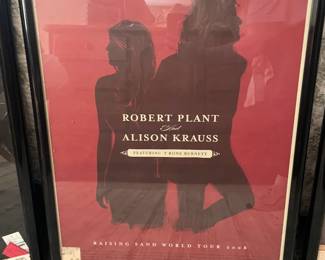 ROBERT PLANT
and
ALISON KRAUSS
FEATURING T BONE BURNETT
RAISING SAND WORLD TOUR 2008